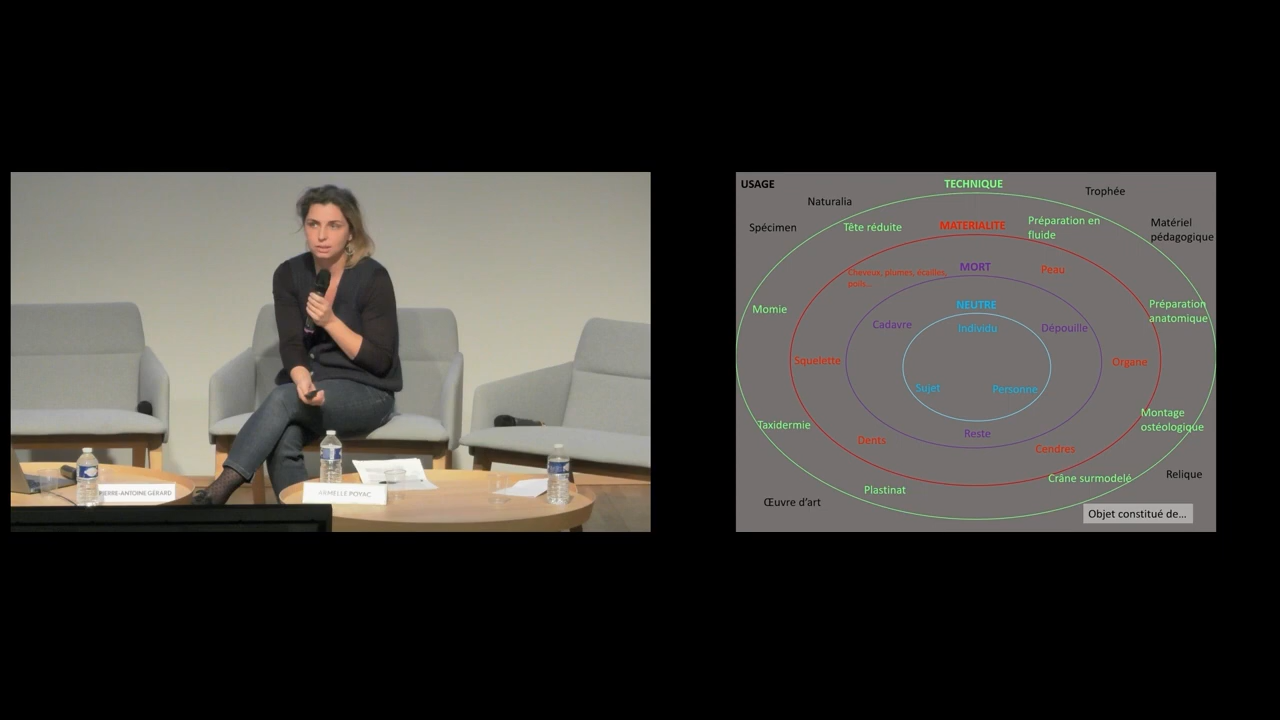 PIERRE-ANTOINE GÉRARD
ARMELLE POYAC
USAGE
TECHNIQUE
Trophée
Naturalia
Spécimen
Tête réduite
MATERIALITE
Préparation en
fluide
Matériel
pédagogique
Cheveux, plumes, écailles,
poils...
MORT
Peau
Momie
NEUTRE
Préparation
anatomique
Cadavre
Individu
Dépouille
Squelette
Organe
Sujet
Personne
Taxidermie
Dents
Reste
Cendres
Montage
ostéologique
Plastinat
Crâne surmodelé
Relique
Œuvre d'art
Objet constitué de...